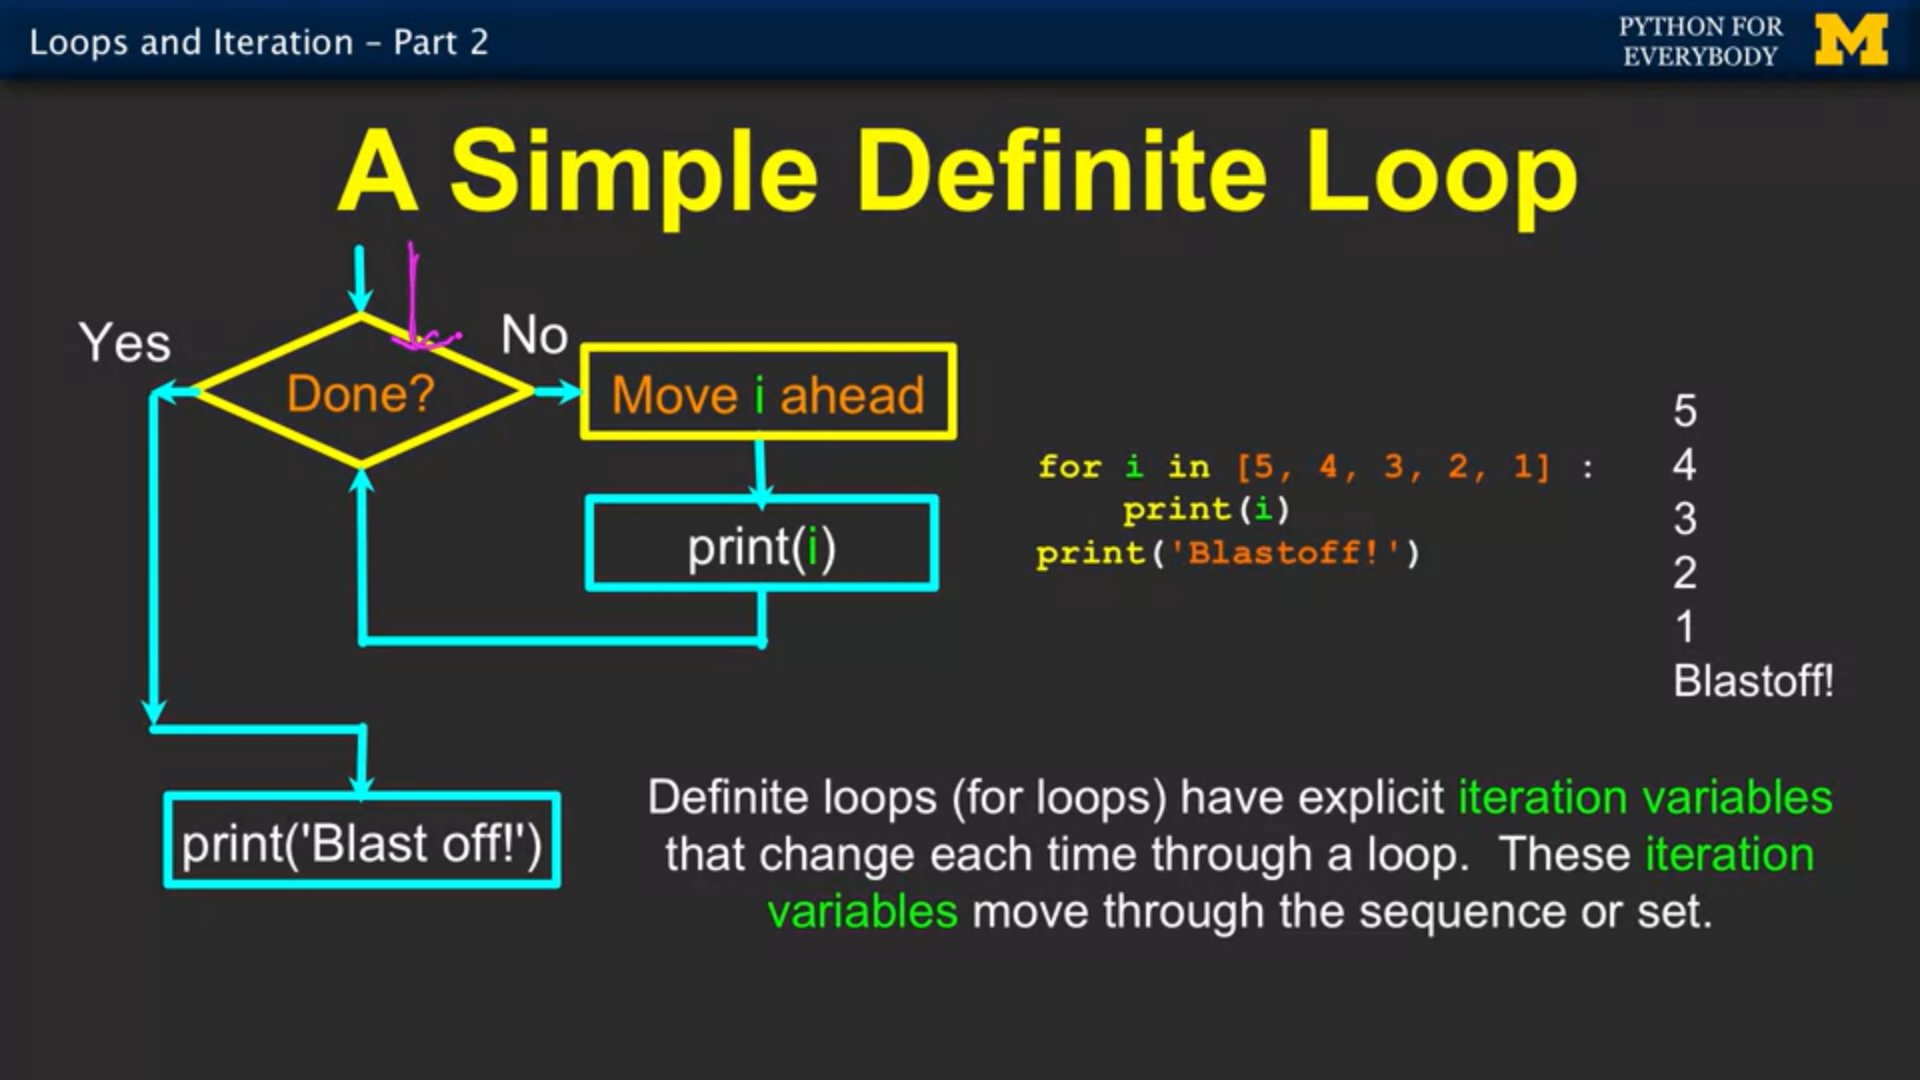 Loops and Iteration – Part 2
PYTHON FOR
EVERYBODY
M
A Simple Definite Loop
Yes
No
Done?
Move i ahead
print(i)
print('Blast off!')
for i in [5, 4, 3, 2, 1] :
    print(i)
print('Blastoff!')
5
4
3
2
1
Blastoff!
Definite loops (for loops) have explicit iteration variables
that change each time through a loop.  These iteration
variables move through the sequence or set.